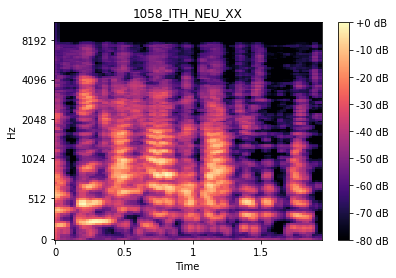 1058_ITH_NEU_XX
+0 dB
8192
-10 dB
4096
-20 dB
-30 dB
2048
Hz
-40 dB
1024
-50 dB
512
-60 dB
-70 dB
0
-80 dB
0
0.5
1
1.5
Time